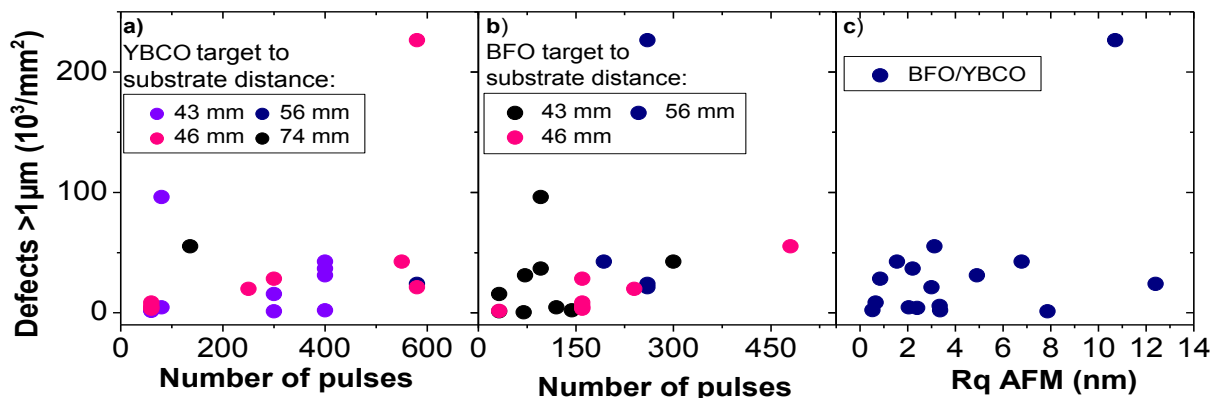 Defects >1μm (10³/mm²)
200
100
0
a)
YBCO target to
substrate distance:
43 mm 56 mm
46 mm 74 mm
0 200 400 600
Number of pulses
b)
BFO target to
substrate distance:
43 mm 56 mm
46 mm
0 150 300 450
Number of pulses
c)
BFO/YBCO
0 2 4 6 8 10 12 14
Rq AFM (nm)